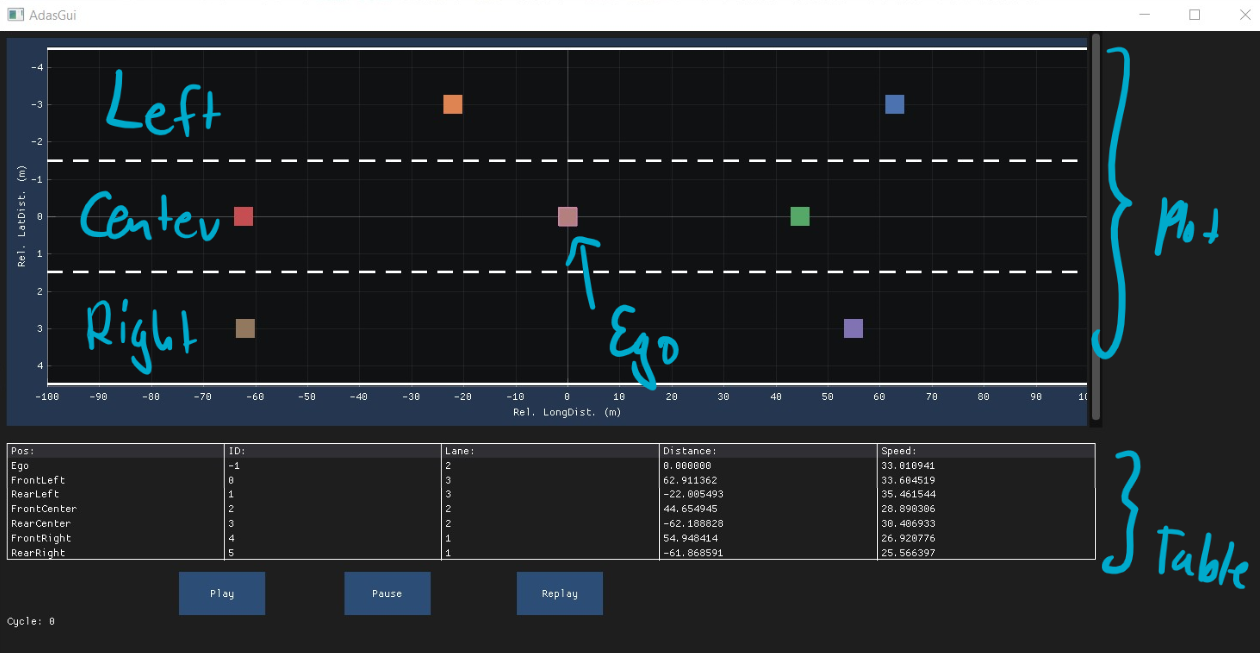 AdasGui
-4
Left
-3
-2
-1
Center
0
1
2
Right
3
4
Ego
Plot
Rel. LatDist. (m)
-100 -90 -80 -70 -60 -50 -40 -30 -20 -10 0 10 20 30 40 50 60 70 80 90 10
Rel. LongDist. (m)
Pos: ID: Lane: Distance: Speed:
Ego -1 2 0.000000 33.010941
FrontLeft 0 3 62.911362 33.604519
RearLeft 1 3 -22.005493 35.461544
FrontCenter 2 2 44.654945 28.890306
RearCenter 3 2 -62.188828 30.406933
FrontRight 4 1 54.948414 26.920776
RearRight 5 1 -61.868591 25.566397
Table
Play Pause Replay
Cycle: 0